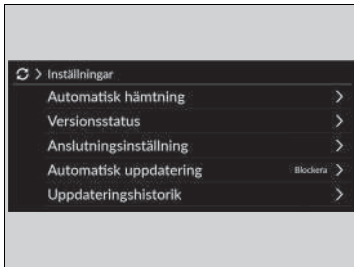 Inställningar
Automatisk hämtning
Versionsstatus
Anslutningsinställning
Automatisk uppdatering Blockera
Uppdateringshistorik